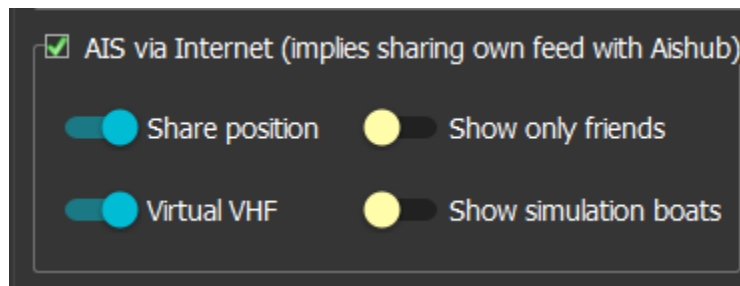 AIS via Internet (implies sharing own feed with Aishub)
Share position
Show only friends
Virtual VHF
Show simulation boats